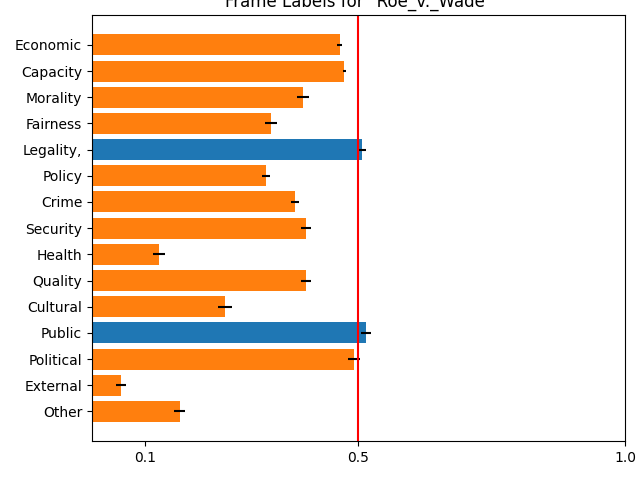 Frame Labels for "Roe_v._Wade"
Economic
Capacity
Morality
Fairness
Legality,
Policy
Crime
Security
Health
Quality
Cultural
Public
Political
External
Other
0.1 0.5 1.0